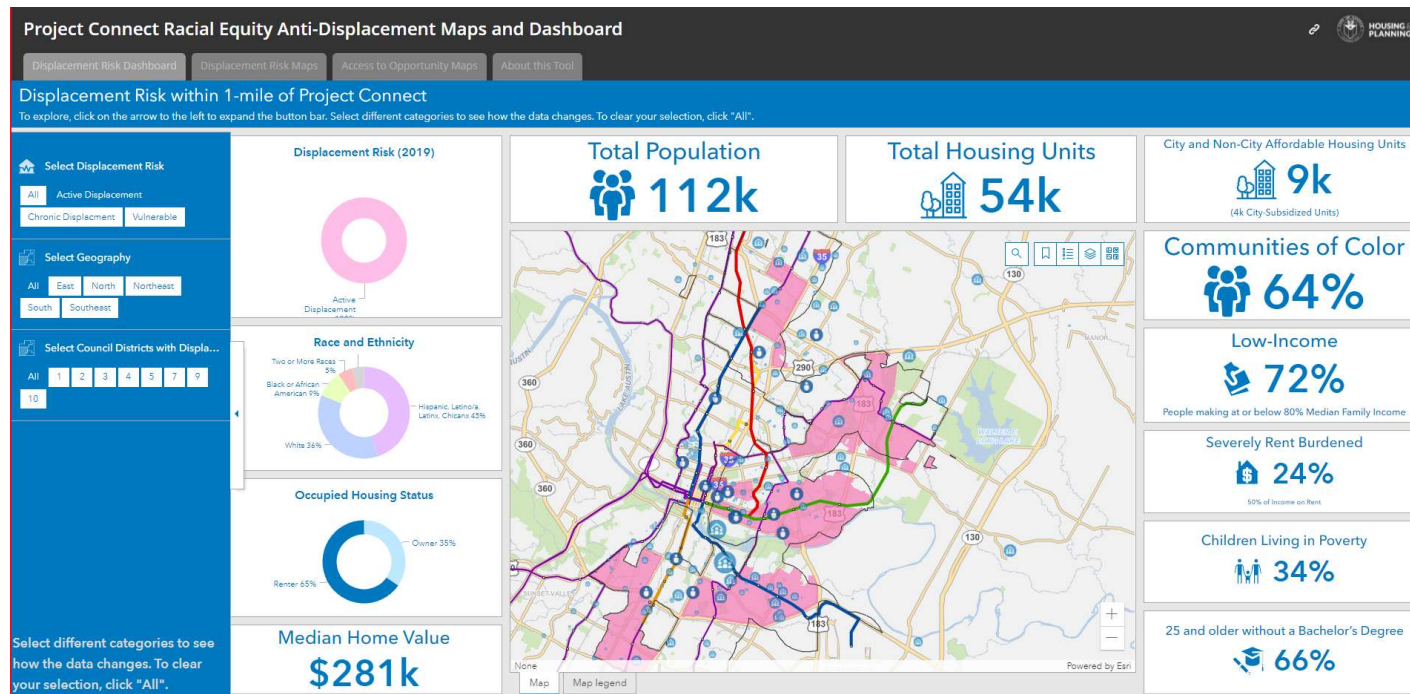 Project Connect Racial Equity Anti-Displacement Maps and Dashboard
HOUSING
PLANNING
Displacement Risk Dashboard
Displacement Risk Maps
Access to Opportunity Maps
About this Tool
Displacement Risk within 1-mile of Project Connect
To explore, click on the arrow to the left to expand the button bar. Select different categories to see how the data changes. To clear your selection, click "All".
Select Displacement Risk
All Active Displacement
Chronic Displacment Vulnerable
Select Geography
All East North Northeast
South Southeast
Select Council Districts with Displa...
All 1 2 3 4 5 7 9
10
Select different categories to see
how the data changes. To clear
your selection, click "All".
Displacement Risk (2019)
Active
Displacement
Race and Ethnicity
Two or More Races
5%
Black or African
American 9%
Hispanic, Latino/a
Latinx, Chicanx 45%
White 36%
Occupied Housing Status
Owner 35%
Renter 65%
Median Home Value
$281k
Total Population
112k
Total Housing Units
54k
183
35
130
MANOR
AUSTIN
LAKE AUSTIN
360
290
183
360
35
35
360
183
130
SUNSET VALLEY
183
+
−
None
Powered by Esri
Map
Map legend
City and Non-City Affordable Housing Units
9k
(4k City-Subsidized Units)
Communities of Color
64%
Low-Income
72%
People making at or below 80% Median Family Income
Severely Rent Burdened
24%
50% of Income on Rent
Children Living in Poverty
34%
25 and older without a Bachelor's Degree
66%